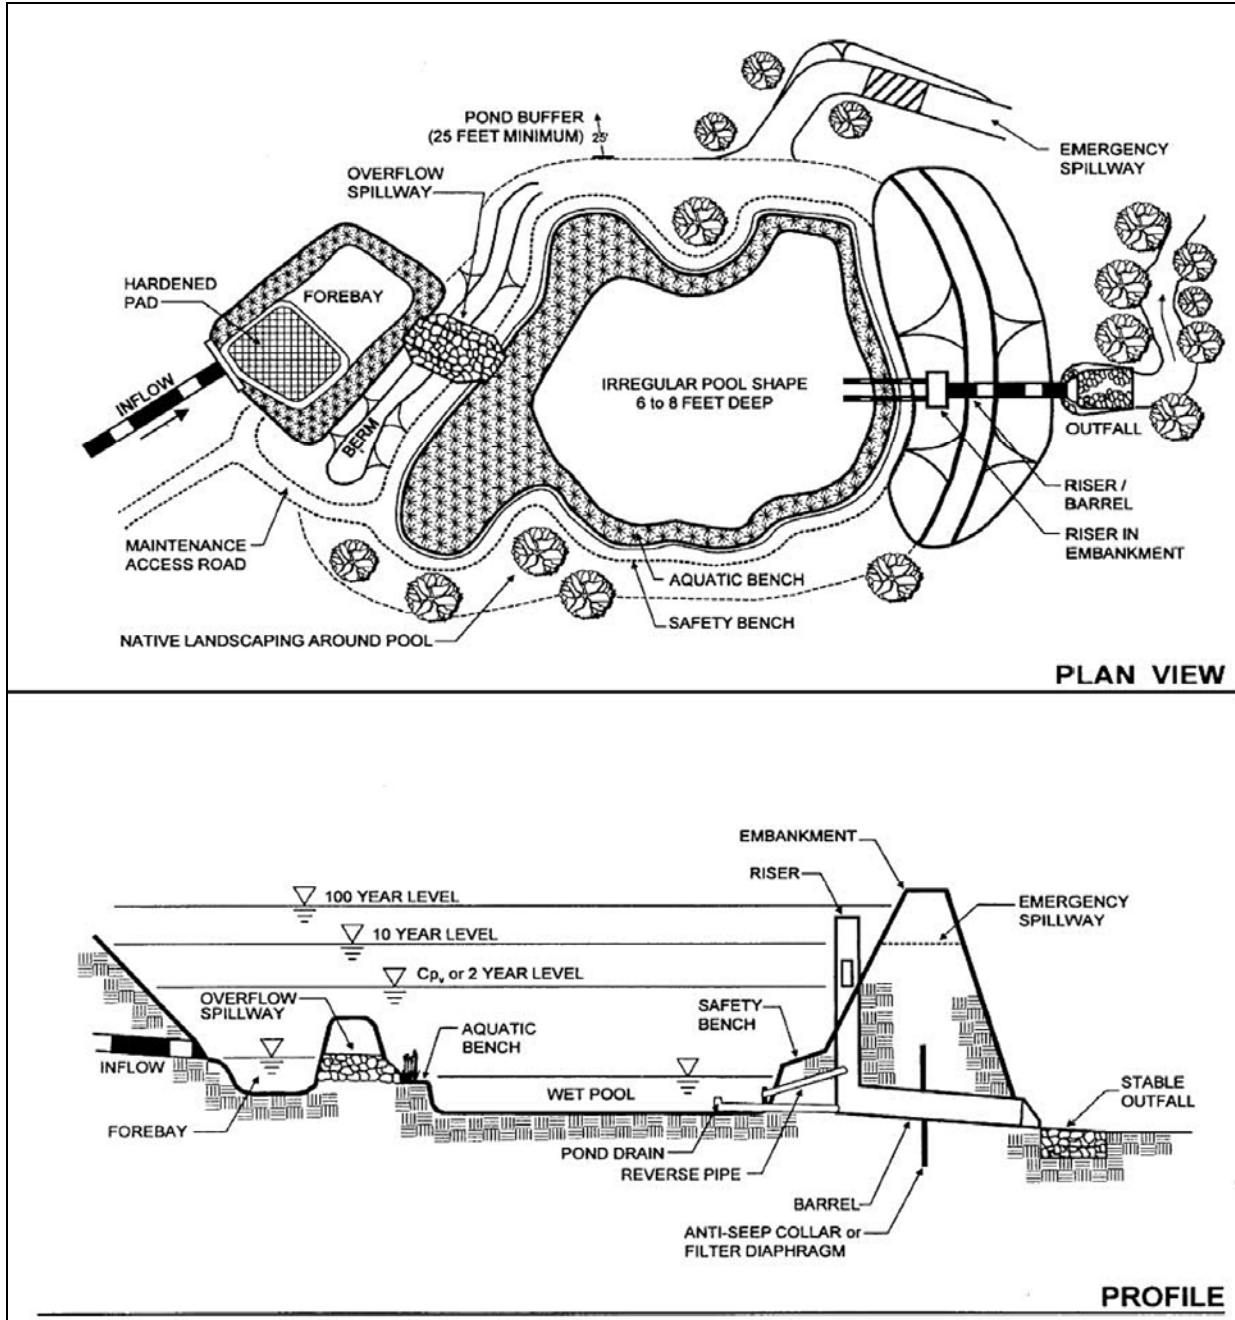 POND BUFFER
(25 FEET MINIMUM)
25'
EMERGENCY
SPILLWAY
OVERFLOW
SPILLWAY
HARDENED
PAD
FOREBAY
INFLOW
BERM
IRREGULAR POOL SHAPE
6 to 8 FEET DEEP
OUTFALL
RISER /
BARREL
RISER IN
EMBANKMENT
MAINTENANCE
ACCESS ROAD
AQUATIC BENCH
SAFETY BENCH
NATIVE LANDSCAPING AROUND POOL
PLAN VIEW
EMBANKMENT
RISER
100 YEAR LEVEL
EMERGENCY
SPILLWAY
10 YEAR LEVEL
Cpv or 2 YEAR LEVEL
OVERFLOW
SPILLWAY
SAFETY
BENCH
AQUATIC
BENCH
INFLOW
WET POOL
STABLE
OUTFALL
FOREBAY
POND DRAIN
REVERSE PIPE
BARREL
ANTI-SEEP COLLAR or
FILTER DIAPHRAGM
PROFILE